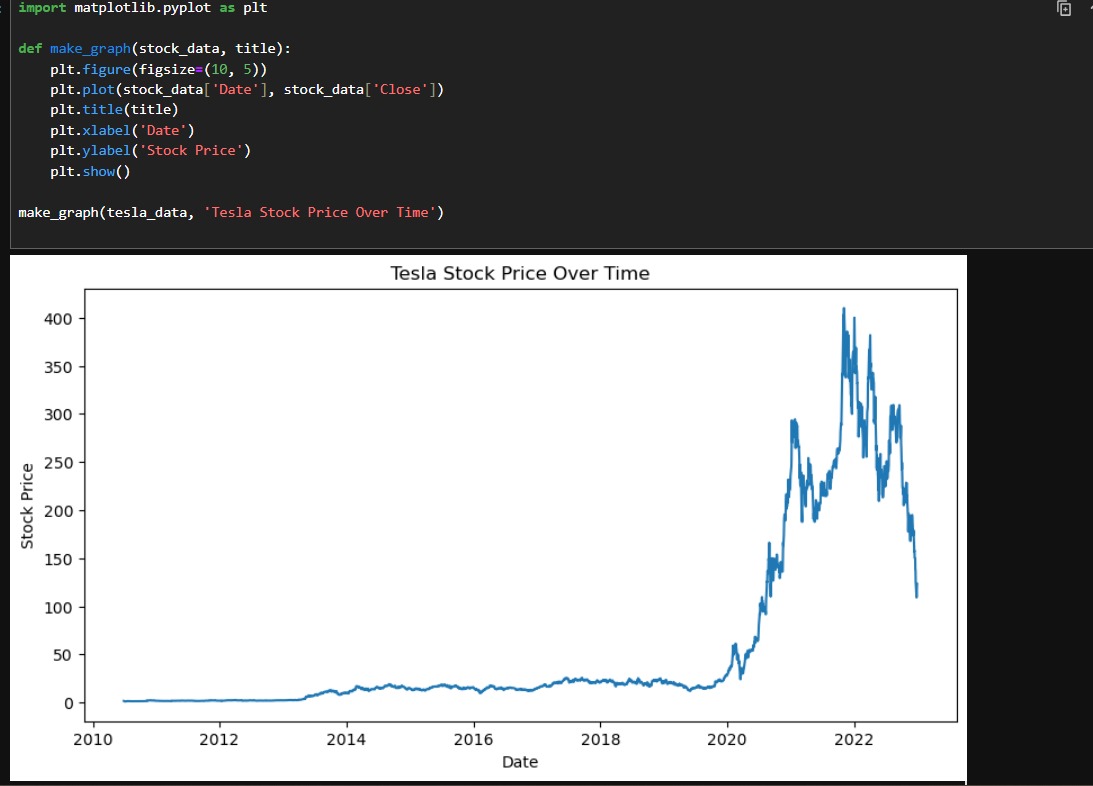 import matplotlib.pyplot as plt
def make_graph(stock_data, title):
    plt.figure(figsize=(10, 5))
    plt.plot(stock_data['Date'], stock_data['Close'])
    plt.title(title)
    plt.xlabel('Date')
    plt.ylabel('Stock Price')
    plt.show()
make_graph(tesla_data, 'Tesla Stock Price Over Time')
Tesla Stock Price Over Time
Stock Price
400
350
300
250
200
150
100
50
0
2010 2012 2014 2016 2018 2020 2022
Date